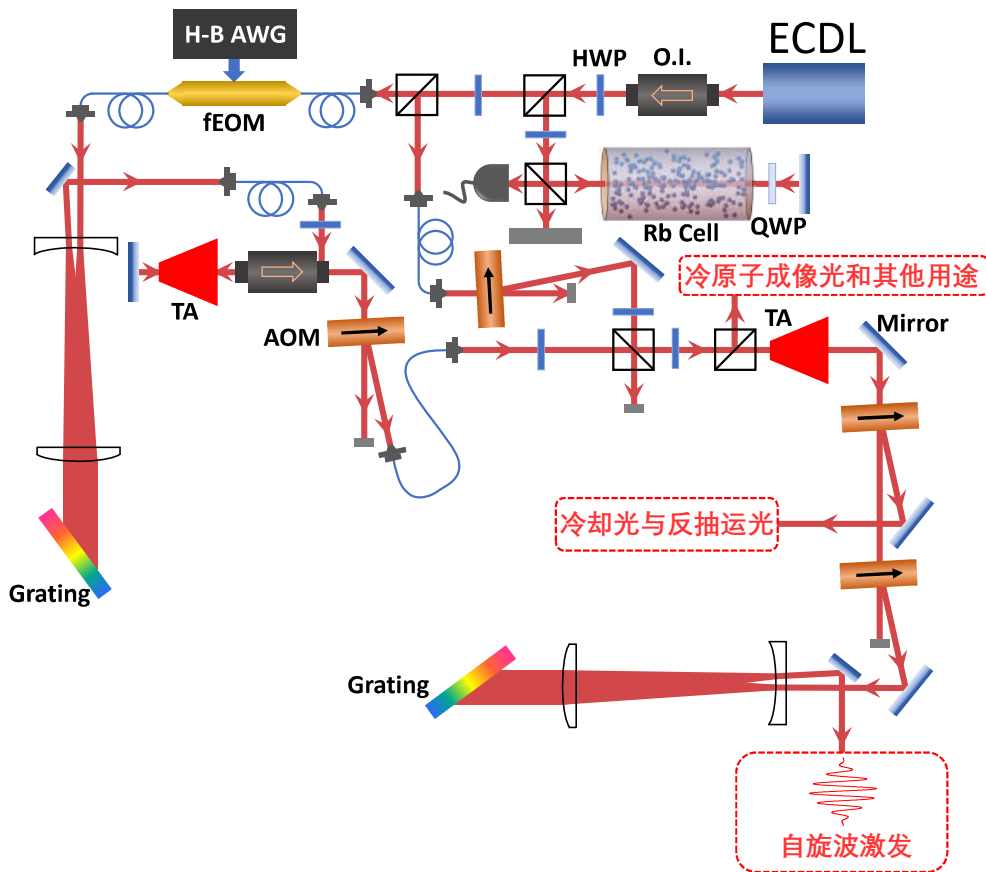 H-B AWG
ECDL
HWP
O.I.
fEOM
Rb Cell
QWP
冷原子成像光和其他用途
TA
AOM
TA
Mirror
冷却光与反抽运光
Grating
Grating
自旋波激发